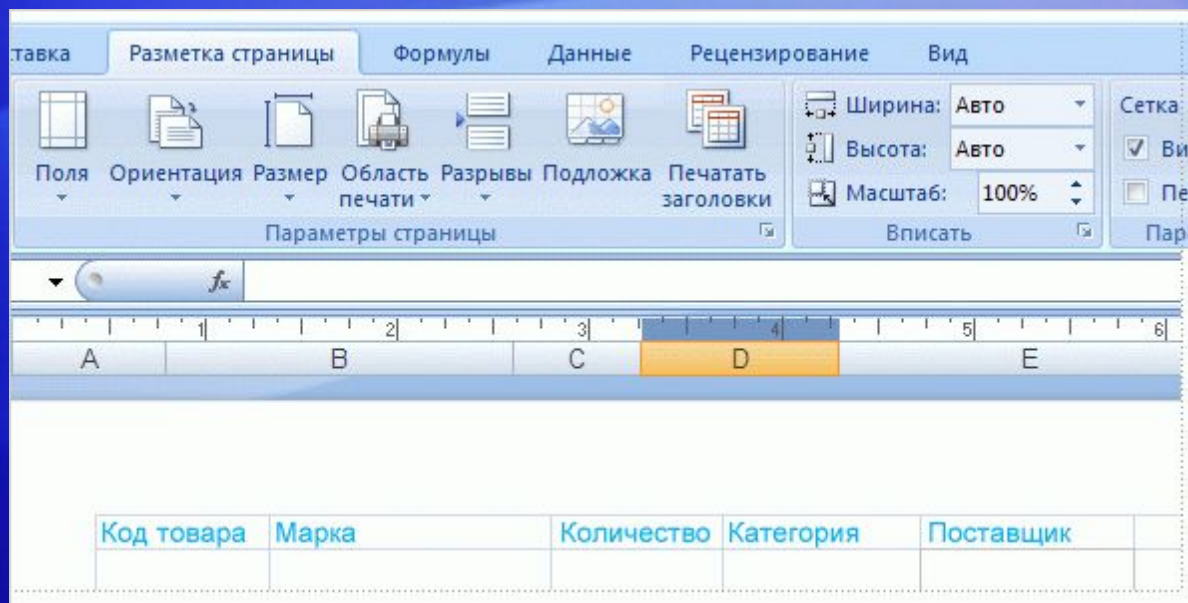 ставка Разметка страницы Формулы Данные Рецензирование Вид
Ширина: Авто Сетка
Высота: Авто Ви
Поля Ориентация Размер Область печати Разрывы Подложка Печатать заголовки
Масштаб: 100% Пе
Параметры страницы Вписать Пар
fx
1 2 3 4 5 6
A B C D E
Код товара Марка Количество Категория Поставщик